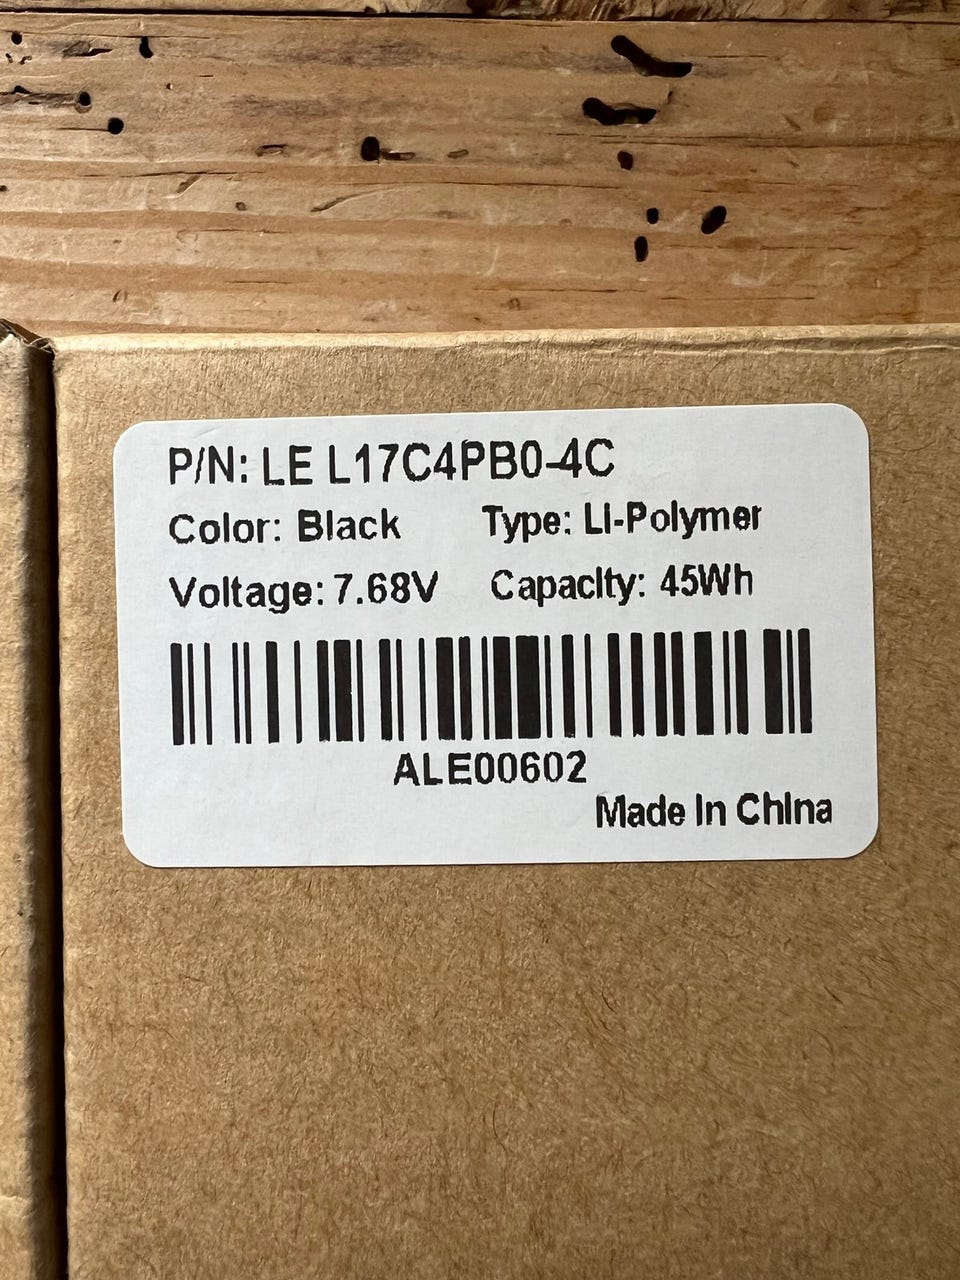 P/N: LE L17C4PB0-4C
Color: Black Type: LI-Polymer
Voltage: 7.68V Capacity: 45Wh
ALE00602
Made In China